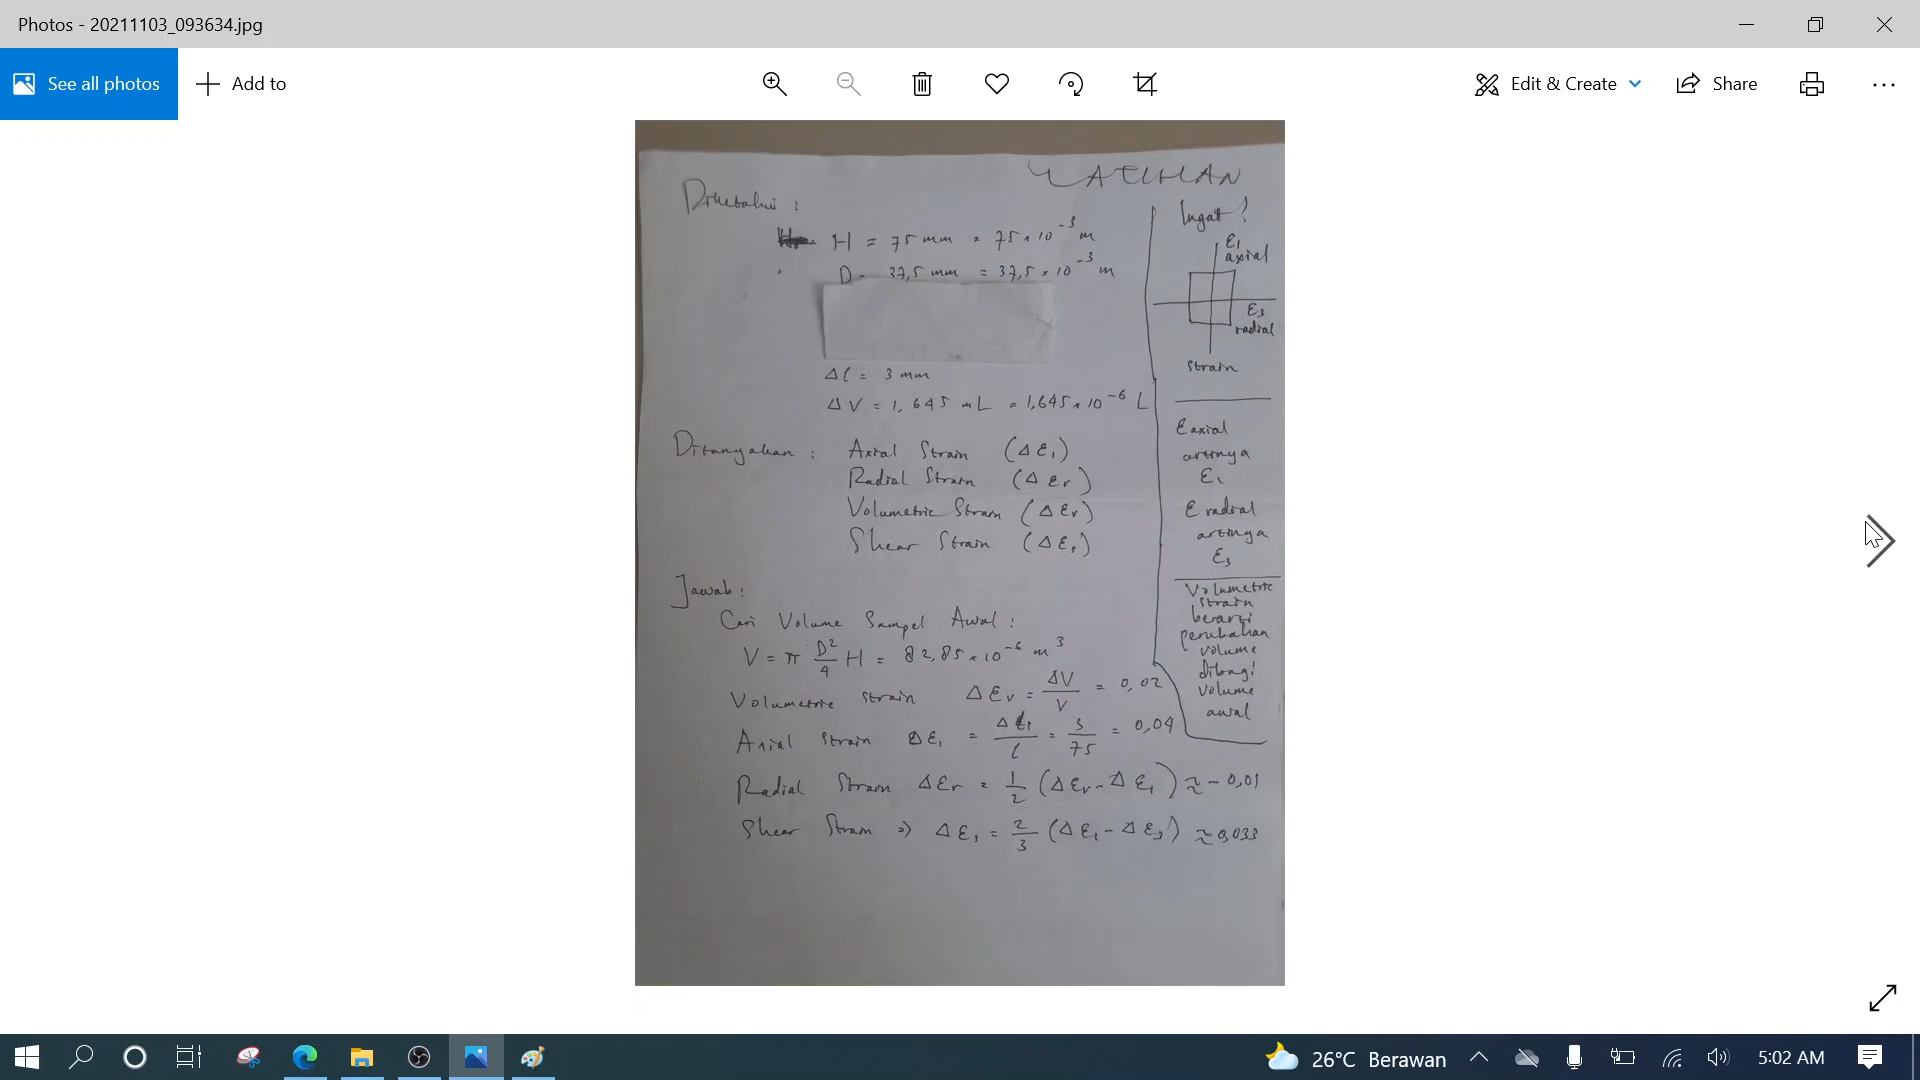 Photos - 20211103_093634.jpg
See all photos
Add to
Edit & Create
Share
LATIHAN
Diketahui :
H = 75 mm = 75 × 10⁻³ m
D = 37,5 mm = 37,5 × 10⁻³ m
Δl = 3 mm
ΔV = 1,645 mL = 1,645 × 10⁻⁶ L
Ditanyakan : Axial Strain (Δε₁)
Radial Strain (Δεr)
Volumetric Strain (Δεv)
Shear Strain (Δεs)
Jawab :
Cari Volume Sampel Awal :
V = π D²/4 H = 82,85 × 10⁻⁶ m³
Volumetric strain Δεv = ΔV/V = 0,02
Axial strain Δε₁ = Δl/l = 3/75 = 0,04
Radial Strain Δεr = 1/2 (Δεv - Δε₁) ≈ - 0,01
Shear Strain => Δεs = 2/3 (Δε₁ - Δε₃) ≈ 0,033
Ingat ?
ε₁
axial
ε₃
radial
strain
ε axial
artinya
ε₁
ε radial
artinya
ε₃
Volumetric
strain
berarti
perubahan
volume
dibagi
volume
awal
26°C Berawan
5:02 AM